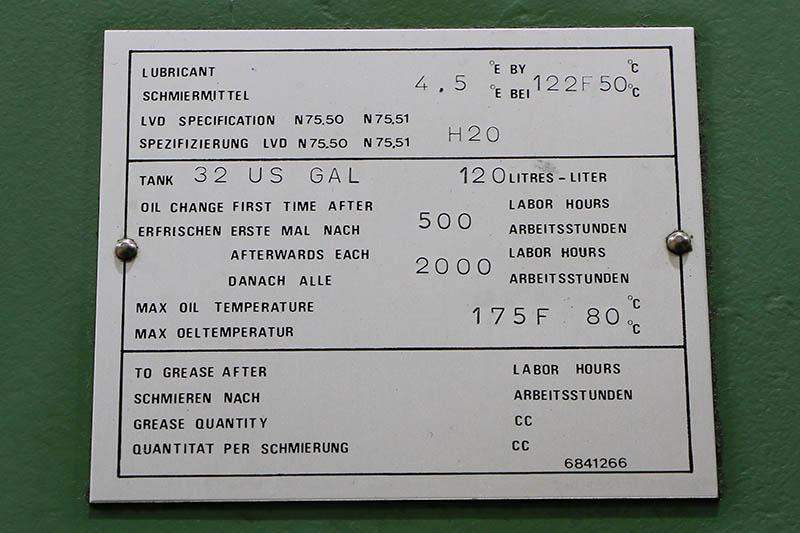 LUBRICANT 4.5 °E BY 122F 50 °C
SCHMIERMITTEL °E BEI °C
LVD SPECIFICATION N75.50 N75.51
SPEZIFIZIERUNG LVD N75.50 N75.51 H20
TANK 32 US GAL 120 LITRES-LITER
OIL CHANGE FIRST TIME AFTER 500 LABOR HOURS
ERFRISCHEN ERSTE MAL NACH ARBEITSSTUNDEN
AFTERWARDS EACH 2000 LABOR HOURS
DANACH ALLE ARBEITSSTUNDEN
MAX OIL TEMPERATURE 175F 80 °C
MAX OELTEMPERATUR °C
TO GREASE AFTER LABOR HOURS
SCHMIEREN NACH ARBEITSSTUNDEN
GREASE QUANTITY CC
QUANTITAT PER SCHMIERUNG CC
6841266